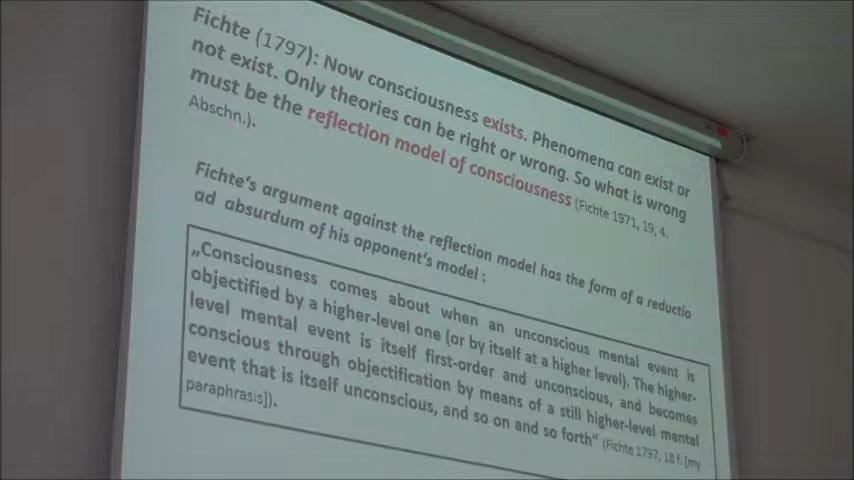 Fichte (1797): Now consciousness exists. Phenomena can exist or
not exist. Only theories can be right or wrong. So what is wrong
must be the reflection model of consciousness (Fichte 1971, 19, 4.
Abschn.).
Fichte's argument against the reflection model has the form of a reductio
ad absurdum of his opponent's model :
„Consciousness comes about when an unconscious mental event is
objectified by a higher-level one (or by itself at a higher level). The higher-
level mental event is itself first-order and unconscious, and becomes
conscious through objectification by means of a still higher-level mental
event that is itself unconscious, and so on and so forth" (Fichte 1797, 18 f. [my
paraphrasis]).